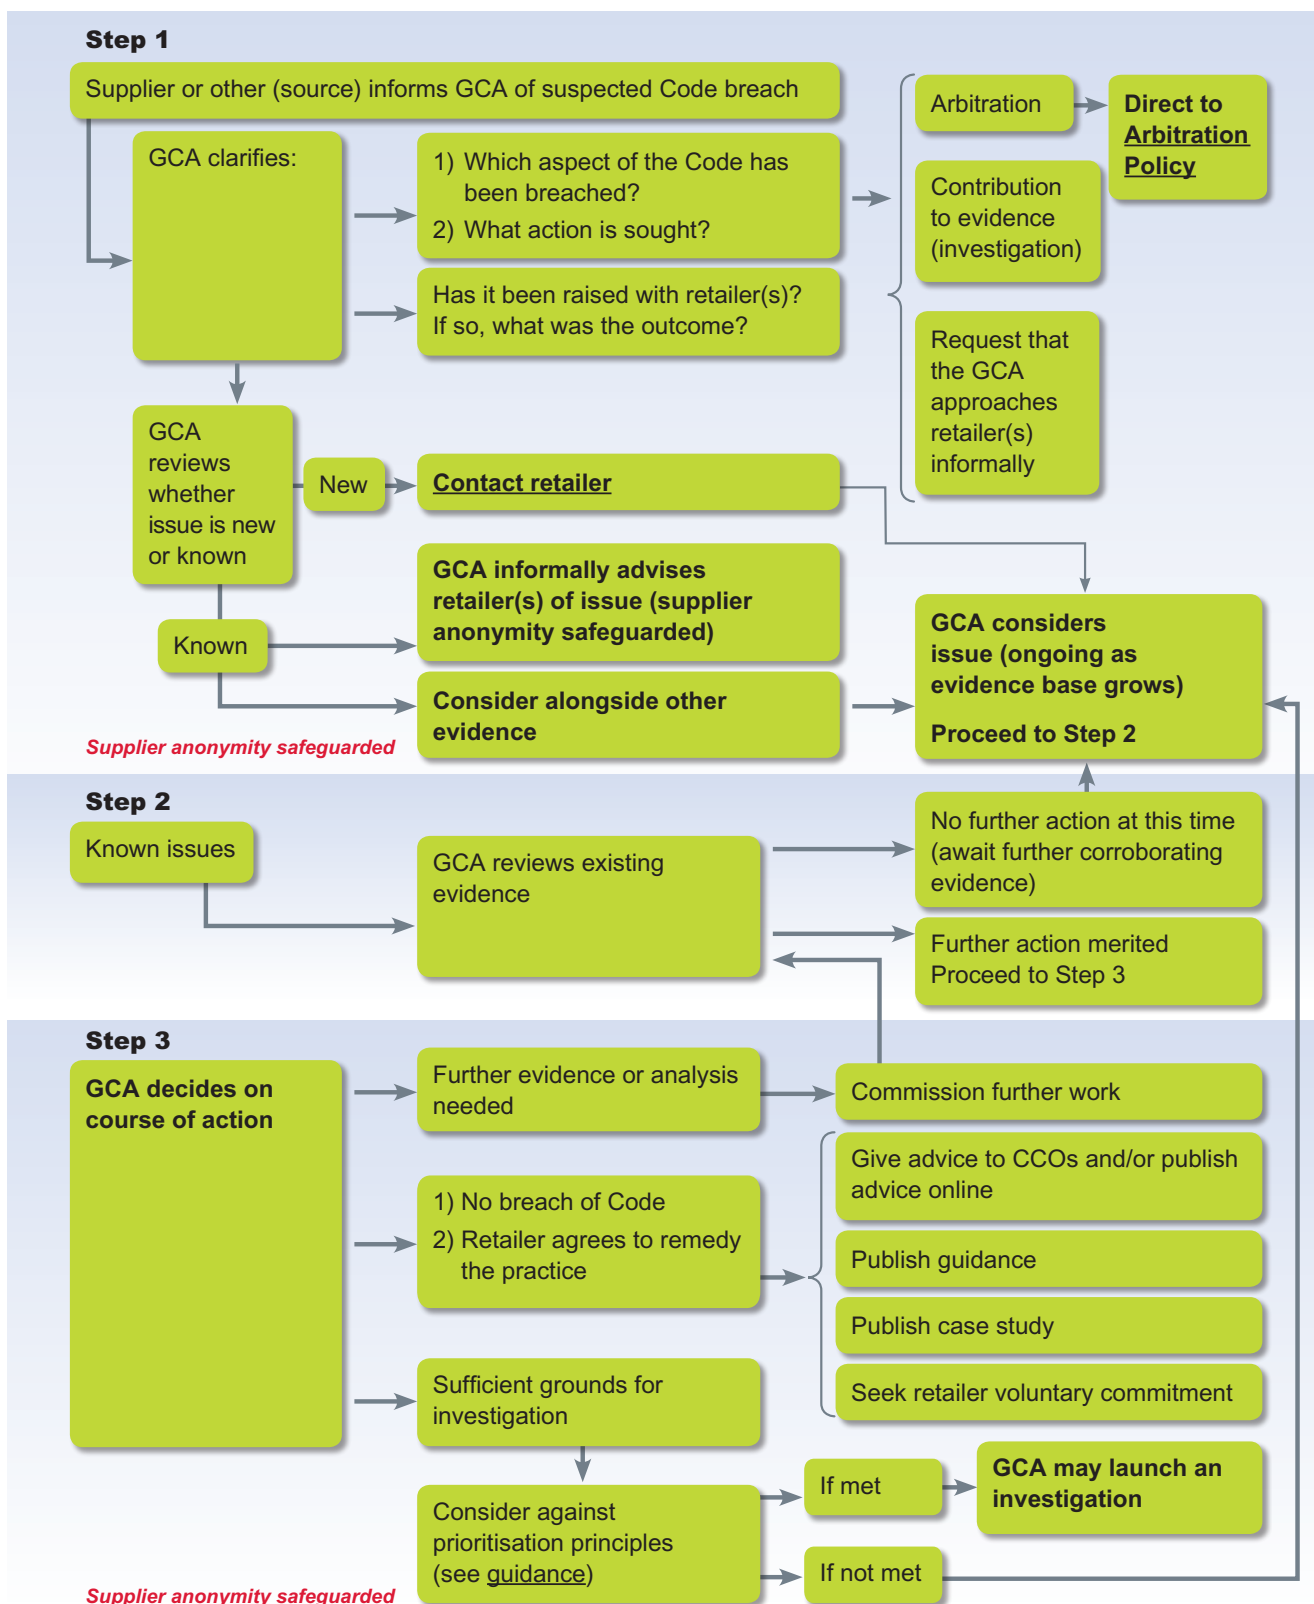 Step 1
Supplier or other (source) informs GCA of suspected Code breach
GCA clarifies:
1) Which aspect of the Code has
been breached?
2) What action is sought?
Has it been raised with retailer(s)?
If so, what was the outcome?
Arbitration
Direct to
Arbitration
Policy
Contribution
to evidence
(investigation)
Request that
the GCA
approaches
retailer(s)
informally
GCA
reviews
whether
issue is new
or known
New
Contact retailer
Known
GCA informally advises
retailer(s) of issue (supplier
anonymity safeguarded)
Consider alongside other
evidence
GCA considers
issue (ongoing as
evidence base grows)
Proceed to Step 2
Supplier anonymity safeguarded
Step 2
Known issues
GCA reviews existing
evidence
No further action at this time
(await further corroborating
evidence)
Further action merited
Proceed to Step 3
Step 3
GCA decides on
course of action
Further evidence or analysis
needed
Commission further work
1) No breach of Code
2) Retailer agrees to remedy
the practice
Give advice to CCOs and/or publish
advice online
Publish guidance
Publish case study
Seek retailer voluntary commitment
Sufficient grounds for
investigation
Consider against
prioritisation principles
(see guidance)
If met
GCA may launch an
investigation
If not met
Supplier anonymity safeguarded